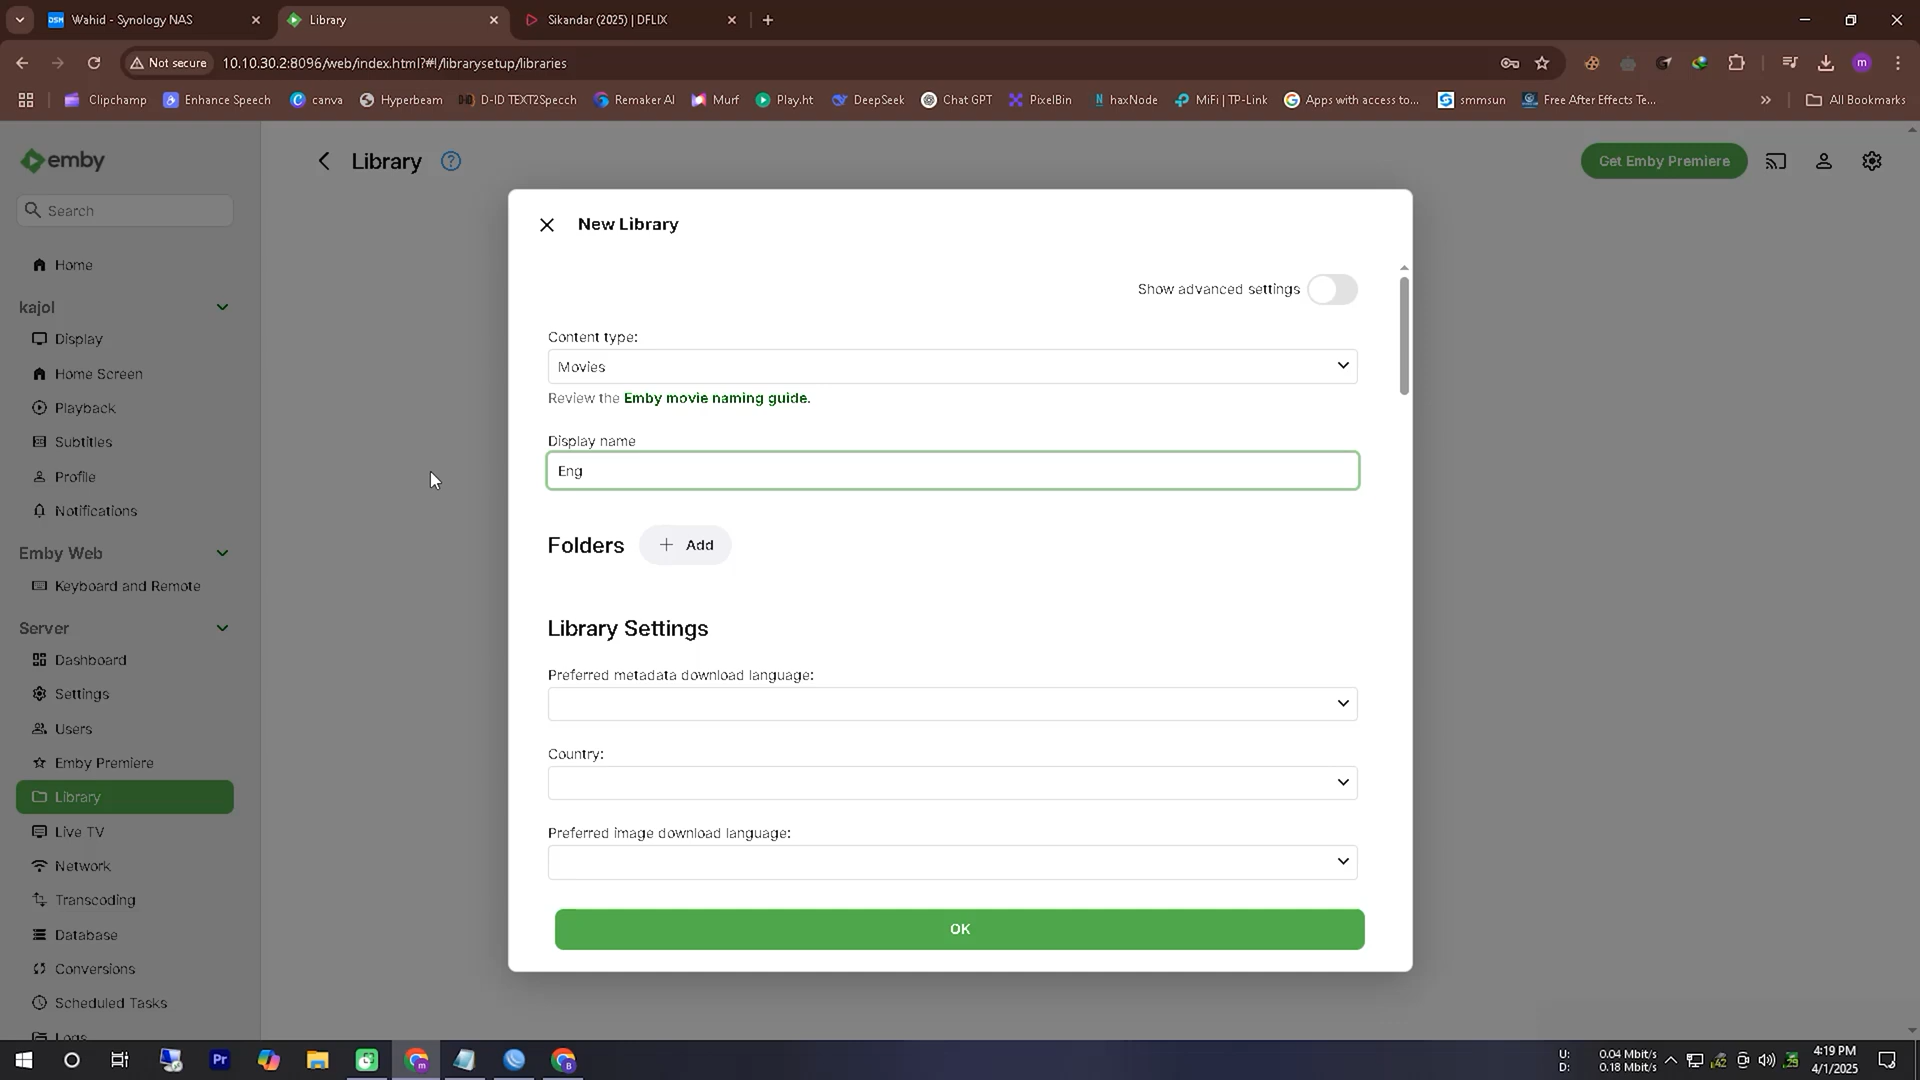 Wahid - Synology NAS
Library
Sikandar (2025) | DFLIX
Not secure
10.10.30.2:8096/web/index.html?#!/librarysetup/libraries
Clipchamp
Enhance Speech
canva
Hyperbeam
D-ID TEXT2Specch
Remaker AI
Murf
Play.ht
DeepSeek
Chat GPT
PixelBin
haxNode
MiFi | TP-Link
Apps with access to...
smmsun
Free After Effects Te...
All Bookmarks
emby
Library
Get Emby Premiere
Search
Home
kajol
Display
Home Screen
Playback
Subtitles
Profile
Notifications
Emby Web
Keyboard and Remote
Server
Dashboard
Settings
Users
Emby Premiere
Library
Live TV
Network
Transcoding
Database
Conversions
Scheduled Tasks
Logs
New Library
Show advanced settings
Content type:
Movies
Review the Emby movie naming guide.
Display name
Eng
Folders
Add
Library Settings
Preferred metadata download language:
Country:
Preferred image download language:
OK
U: 0.04 Mbit/s
D: 0.18 Mbit/s
4:19 PM
4/1/2025